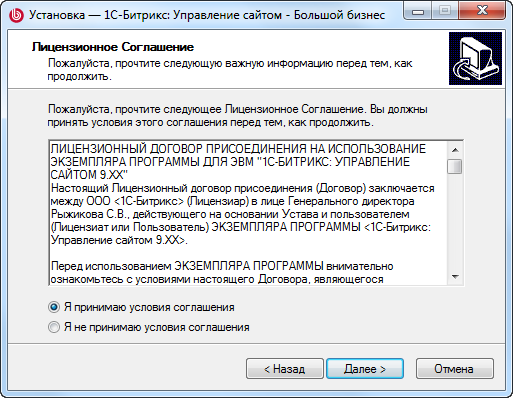 Установка — 1С-Битрикс: Управление сайтом - Большой бизнес
Лицензионное Соглашение
Пожалуйста, прочтите следующую важную информацию перед тем, как
продолжить.
Пожалуйста, прочтите следующее Лицензионное Соглашение. Вы должны
принять условия этого соглашения перед тем, как продолжить.
ЛИЦЕНЗИОННЫЙ ДОГОВОР ПРИСОЕДИНЕНИЯ НА ИСПОЛЬЗОВАНИЕ
ЭКЗЕМПЛЯРА ПРОГРАММЫ ДЛЯ ЭВМ "1С-БИТРИКС: УПРАВЛЕНИЕ
САЙТОМ 9.ХХ"
Настоящий Лицензионный договор присоединения (Договор) заключается
между ООО <1С-Битрикс> (Лицензиар) в лице Генерального директора
Рыжикова С.В., действующего на основании Устава и пользователем
(Лицензиат или Пользователь) ЭКЗЕМПЛЯРА ПРОГРАММЫ <1С-Битрикс:
Управление сайтом 9.ХХ>.
Перед использованием ЭКЗЕМПЛЯРА ПРОГРАММЫ внимательно
ознакомьтесь с условиями настоящего Договора, являющегося
Я принимаю условия соглашения
Я не принимаю условия соглашения
< Назад
Далее >
Отмена